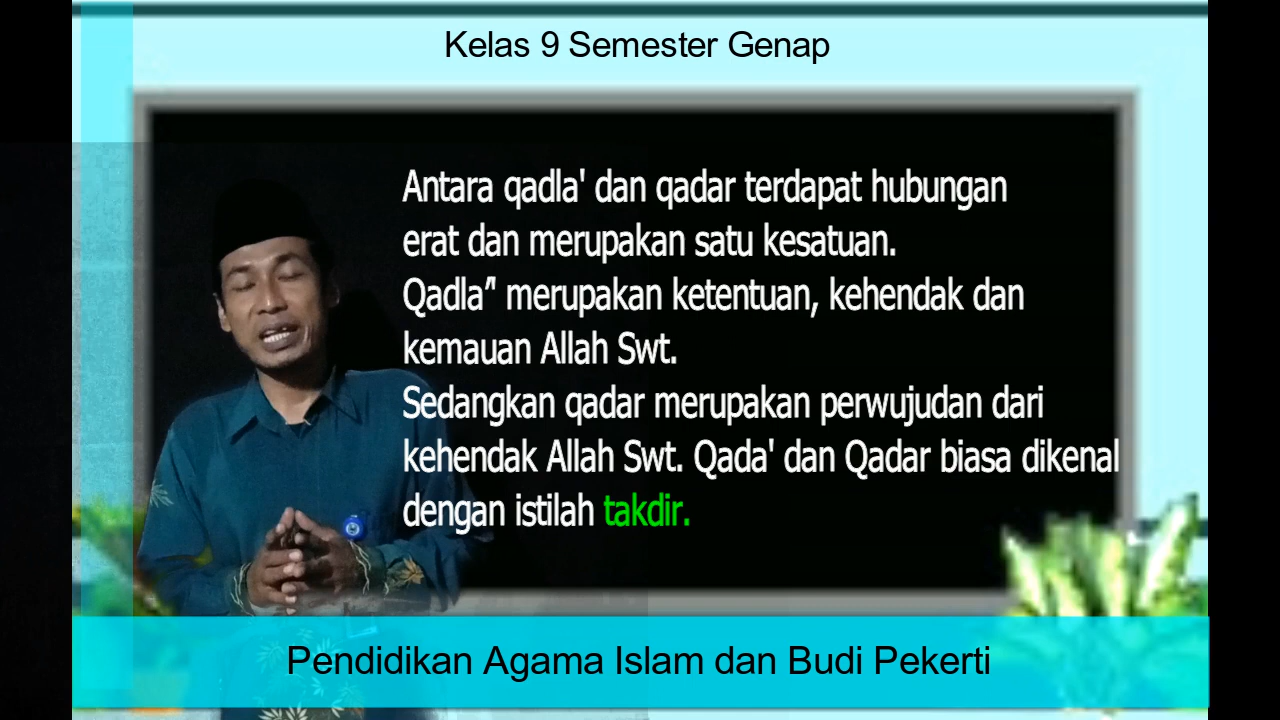 Kelas 9 Semester Genap
Antara qadla' dan qadar terdapat hubungan
erat dan merupakan satu kesatuan.
Qadla” merupakan ketentuan, kehendak dan
kemauan Allah Swt.
Sedangkan qadar merupakan perwujudan dari
kehendak Allah Swt. Qada' dan Qadar biasa dikenal
dengan istilah takdir.
Pendidikan Agama Islam dan Budi Pekerti